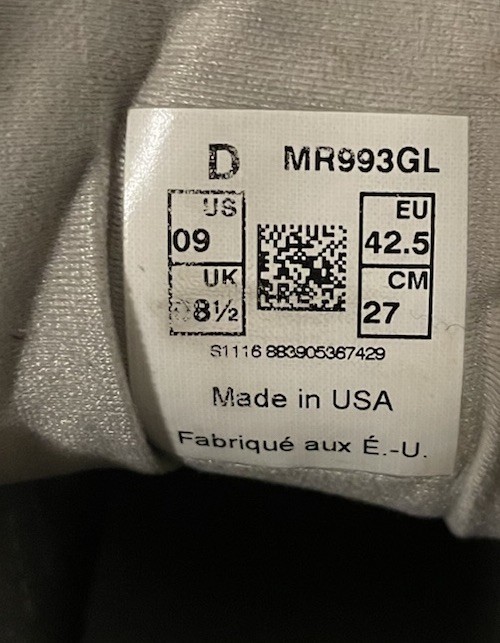 D MR993GL
US EU
09 42.5
UK CM
8½ 27
S1116 883905367429
Made in USA
Fabriqué aux É.-U.